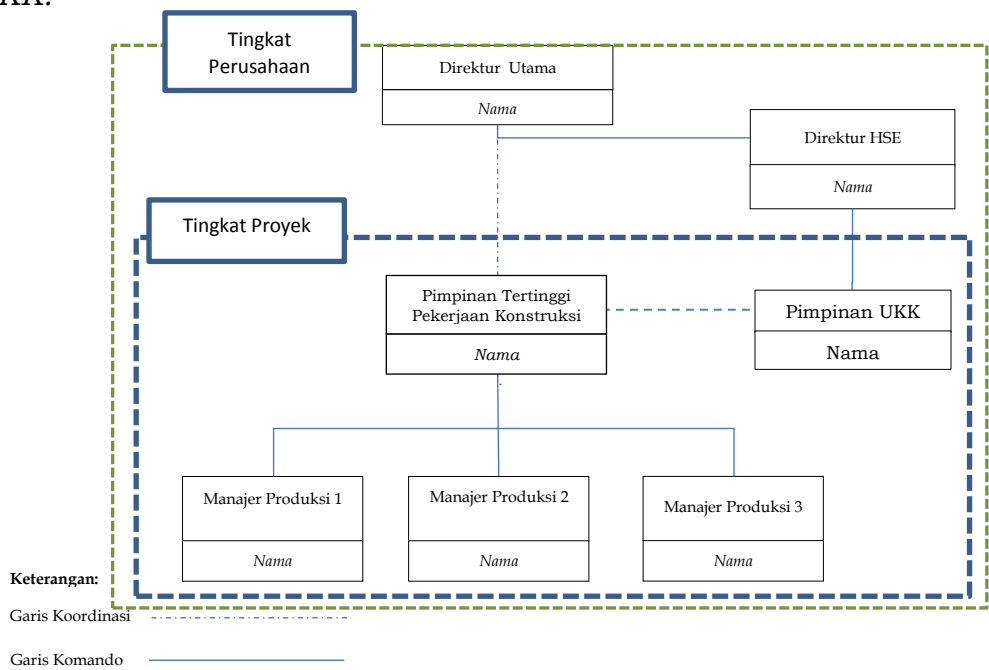 Tingkat
Perusahaan
Direktur Utama
Nama
Direktur HSE
Nama
Tingkat Proyek
Pimpinan Tertinggi
Pekerjaan Konstruksi
Nama
Pimpinan UKK
Nama
Manajer Produksi 1
Nama
Manajer Produksi 2
Nama
Manajer Produksi 3
Nama
Keterangan:
Garis Koordinasi
Garis Komando